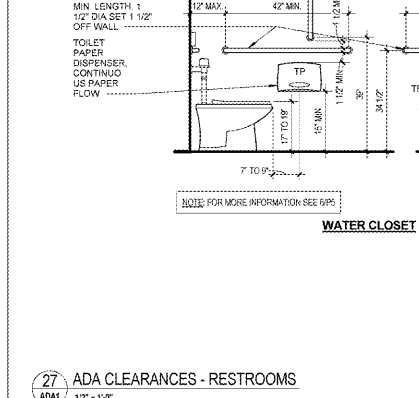 MIN. LENGTH, 1
1/2" DIA SET 1 1/2"
OFF WALL
12" MAX.
42" MIN.
TOILET
PAPER
DISPENSER,
CONTINUO
US PAPER
FLOW
TP
1 1/2" MIN
39"
34 1/2"
17" TO 19"
15" MIN
7" TO 9"
NOTE: FOR MORE INFORMATION SEE 6/P5
WATER CLOSET
27 ADA CLEARANCES - RESTROOMS
ADA1 1/2" = 1'-0"